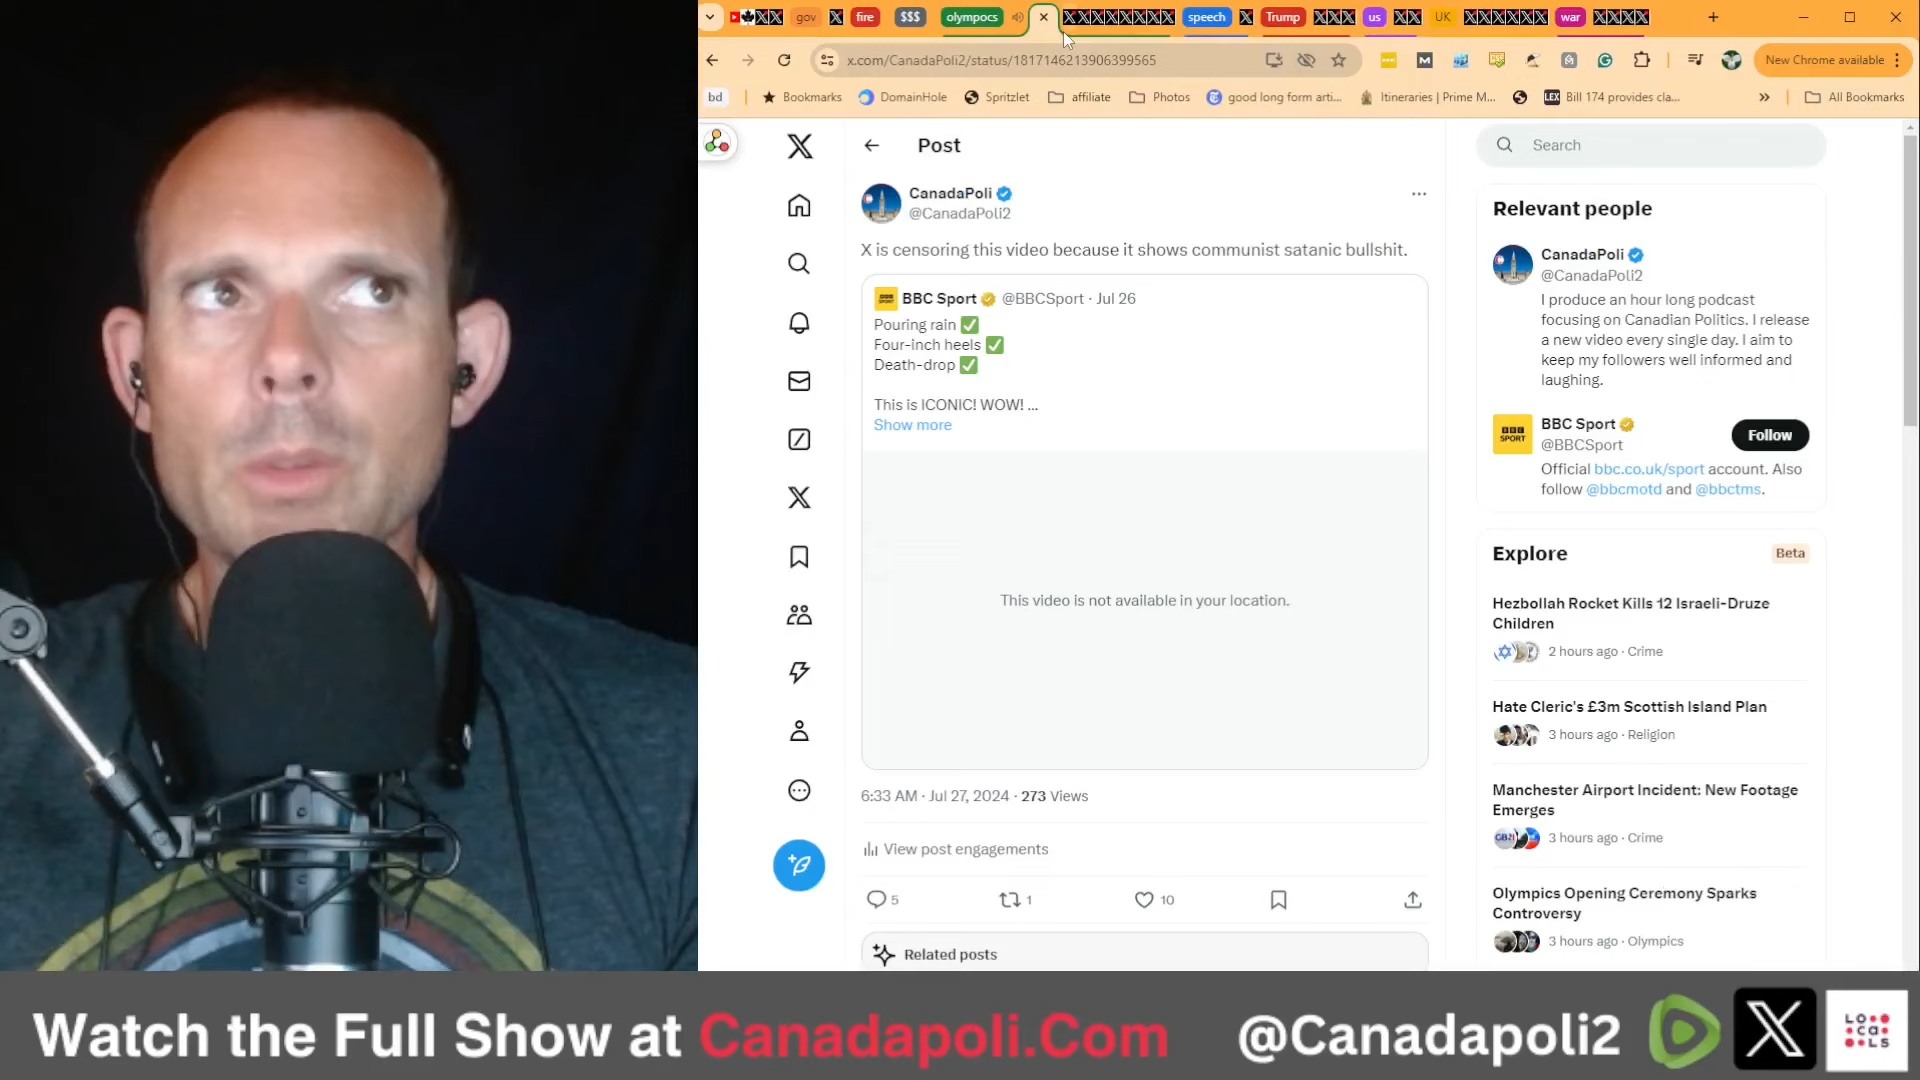 gov
fire
$$$
olympocs
speech
Trump
us
UK
war
x.com/CanadaPoli2/status/1817146213906399565
New Chrome available
bd
Bookmarks
DomainHole
Spritzlet
affiliate
Photos
good long form arti...
Itineraries | Prime M...
LEX
Bill 174 provides cla...
All Bookmarks
Post
CanadaPoli
@CanadaPoli2
X is censoring this video because it shows communist satanic bullshit.
BBC Sport @BBCSport · Jul 26
Pouring rain ✅
Four-inch heels ✅
Death-drop ✅
This is ICONIC! WOW! ...
Show more
This video is not available in your location.
6:33 AM · Jul 27, 2024 · 273 Views
View post engagements
5
1
10
Related posts
Search
Relevant people
CanadaPoli
@CanadaPoli2
I produce an hour long podcast
focusing on Canadian Politics. I release
a new video every single day. I aim to
keep my followers well informed and
laughing.
BBC SPORT
BBC Sport
@BBCSport
Follow
Official bbc.co.uk/sport account. Also
follow @bbcmotd and @bbctms.
Explore
Beta
Hezbollah Rocket Kills 12 Israeli-Druze
Children
2 hours ago · Crime
Hate Cleric's £3m Scottish Island Plan
3 hours ago · Religion
Manchester Airport Incident: New Footage
Emerges
3 hours ago · Crime
Olympics Opening Ceremony Sparks
Controversy
3 hours ago · Olympics
Watch the Full Show at Canadapoli.Com
@Canadapoli2
LO
ca
LS